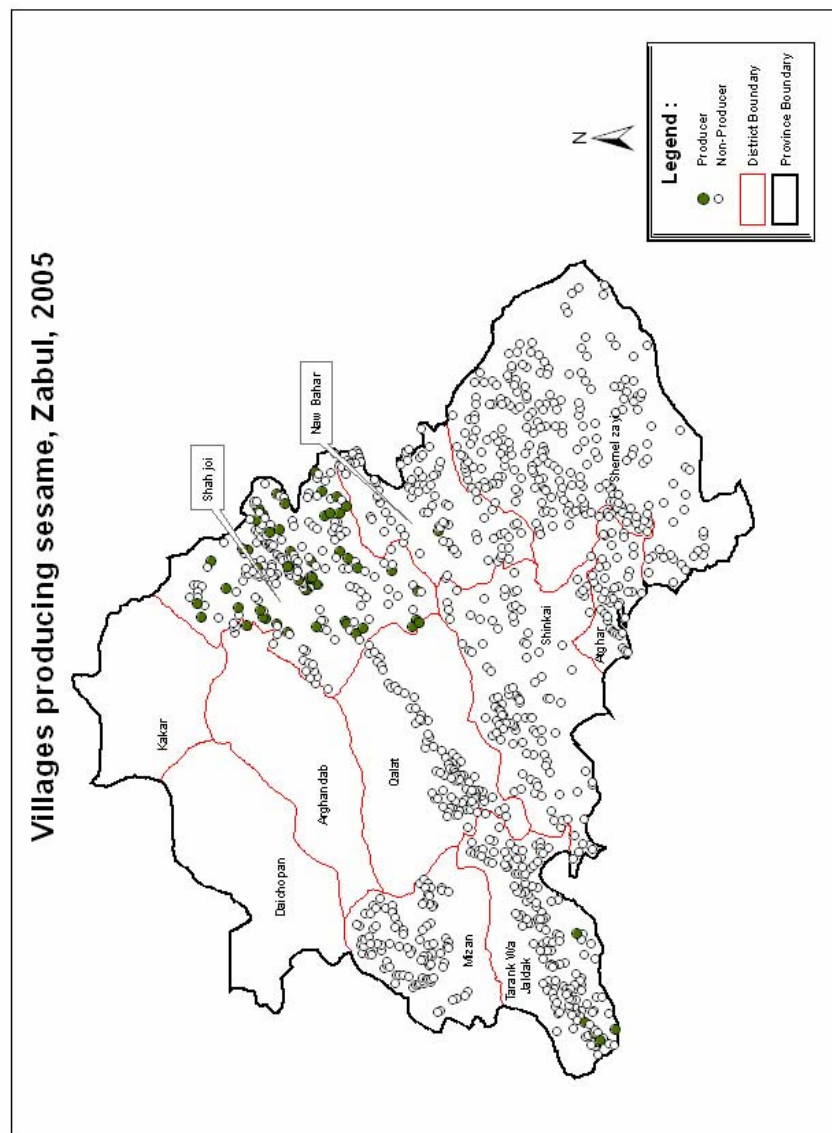 Villages producing sesame, Zabul, 2005
Kakar
Shah joi
Daichopan
Arghandab
Naw Bahar
Qalat
Mizan
Shinkai
Shemel zayi
Tarank Wa
Jaldak
Atghar
N
Legend :
Producer
Non-Producer
District Boundary
Province Boundary